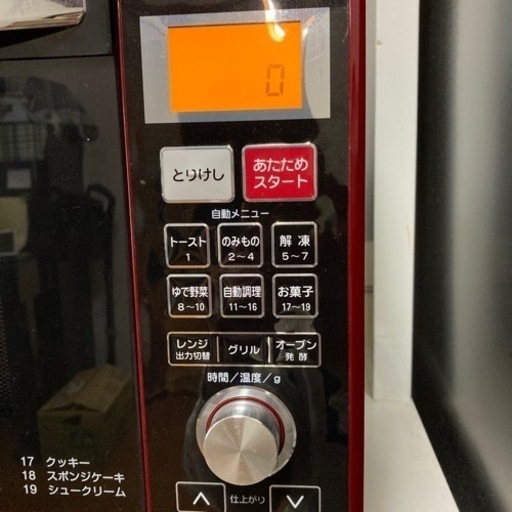 0
とりけし
あたため
スタート
自動メニュー
トースト
1
のみもの
2～4
解凍
5～7
ゆで野菜
8～10
自動調理
11～16
お菓子
17～19
レンジ
出力切替
グリル
オーブン
発酵
時間／温度／g
17 クッキー
18 スポンジケーキ
19 シュークリーム
仕上がり